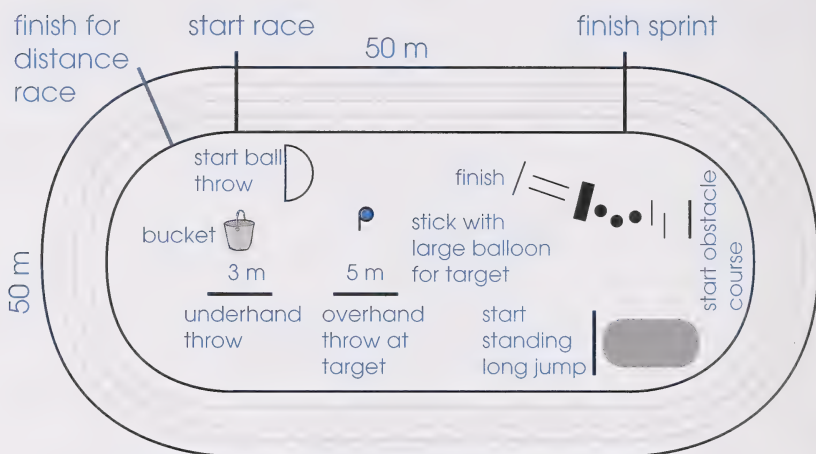 finish for
distance
race
start race
50 m
finish sprint
start ball
throw
finish
bucket
stick with
large balloon
for target
start obstacle
course
50 m
3 m
5 m
underhand
throw
overhand
throw at
target
start
standing
long jump